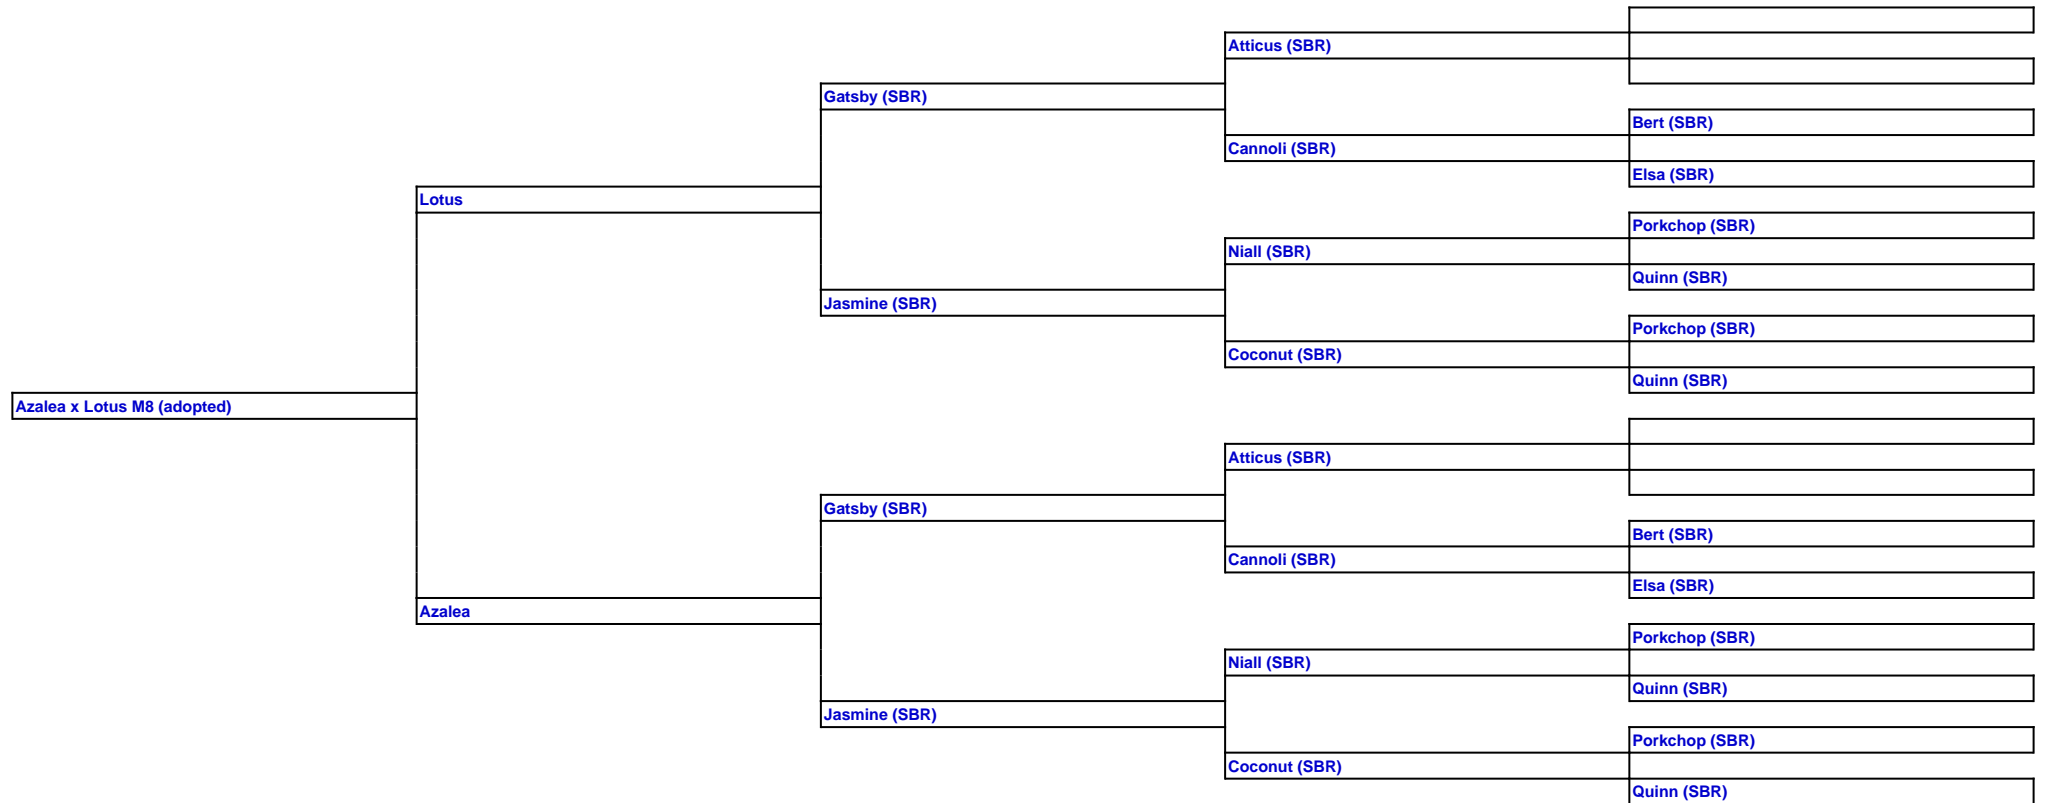 Atticus (SBR)
Gatsby (SBR)
Bert (SBR)
Cannoli (SBR)
Elsa (SBR)
Lotus
Porkchop (SBR)
Niall (SBR)
Quinn (SBR)
Jasmine (SBR)
Porkchop (SBR)
Coconut (SBR)
Quinn (SBR)
Azalea x Lotus M8 (adopted)
Atticus (SBR)
Gatsby (SBR)
Bert (SBR)
Cannoli (SBR)
Elsa (SBR)
Azalea
Porkchop (SBR)
Niall (SBR)
Quinn (SBR)
Jasmine (SBR)
Porkchop (SBR)
Coconut (SBR)
Quinn (SBR)